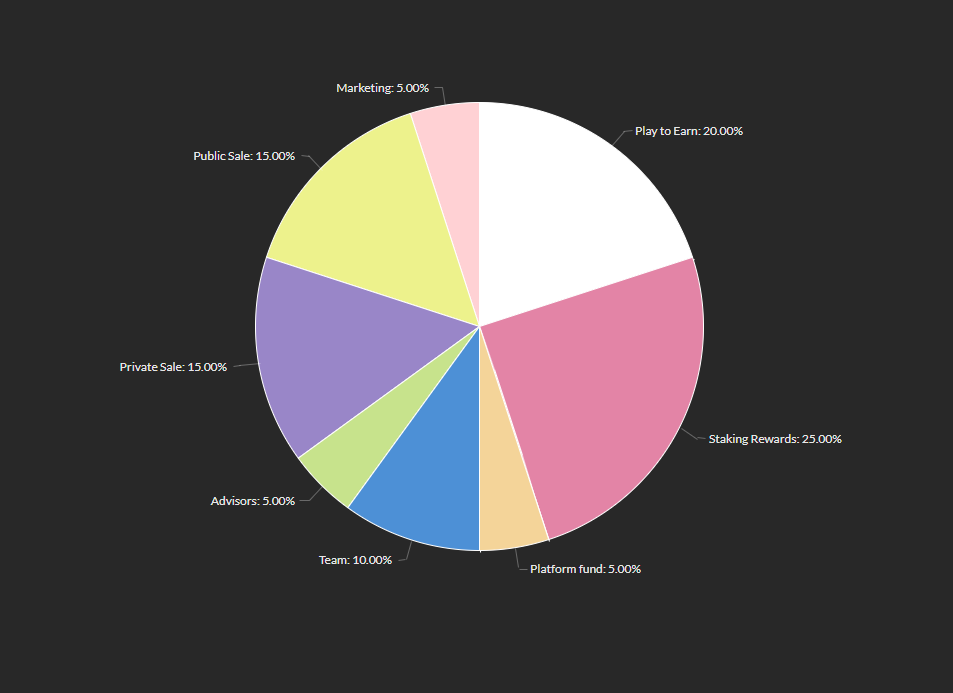 Marketing: 5.00%
Play to Earn: 20.00%
Public Sale: 15.00%
Private Sale: 15.00%
Staking Rewards: 25.00%
Advisors: 5.00%
Team: 10.00%
Platform fund: 5.00%